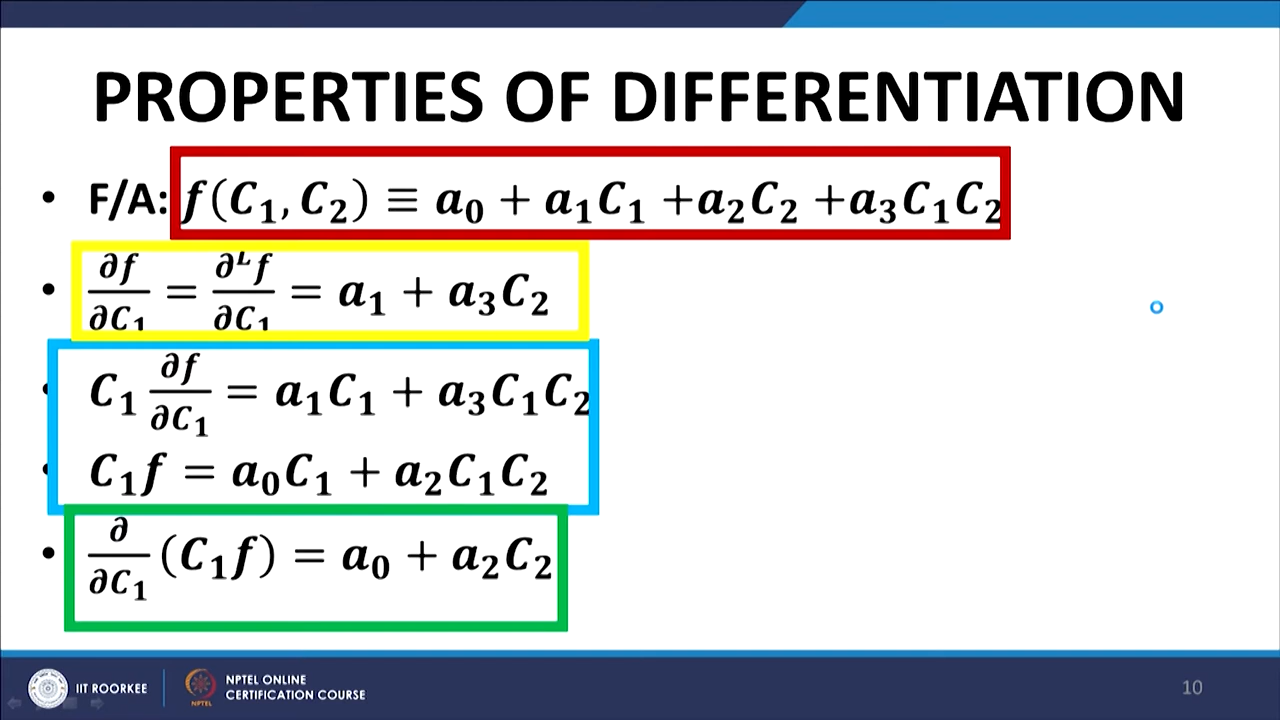 PROPERTIES OF DIFFERENTIATION
• F/A: f(C₁, C₂) ≡ a₀ + a₁C₁ +a₂C₂ +a₃C₁C₂
• ∂f/∂C₁ = ∂ᴸf/∂C₁ = a₁ + a₃C₂
• C₁ ∂f/∂C₁ = a₁C₁ + a₃C₁C₂
• C₁f = a₀C₁ + a₂C₁C₂
• ∂/∂C₁ (C₁f) = a₀ + a₂C₂
IIT ROORKEE
NPTEL
NPTEL ONLINE
CERTIFICATION COURSE
10